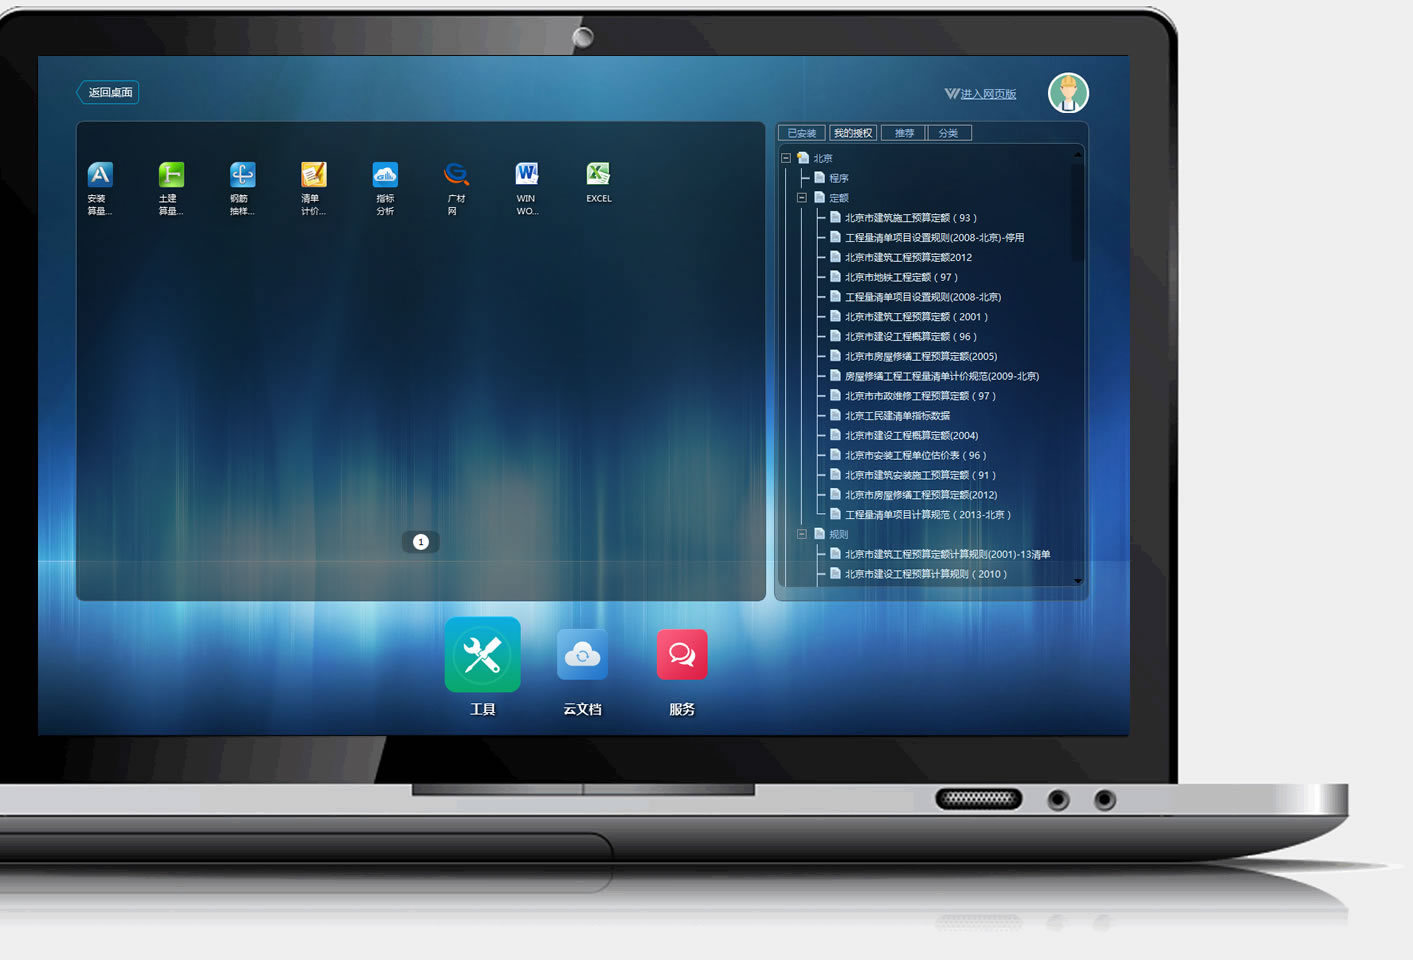 返回桌面
进入网页版
安装
算量...
土建
算量...
钢筋
抽样...
清单
计价...
指标
分析
广材
网
WIN
WO...
EXCEL
1
已安装
我的授权
推荐
分类
北京
程序
定额
北京市建筑施工预算定额（93）
工程量清单项目设置规则(2008-北京)-停用
北京市建筑工程预算定额2012
北京市地铁工程定额（97）
工程量清单项目设置规则(2008-北京)
北京市建筑工程预算定额（2001）
北京市建设工程概算定额（96）
北京市房屋修缮工程预算定额(2005)
房屋修缮工程工程量清单计价规范(2009-北京)
北京市市政维修工程预算定额（97）
北京工民建清单指标数据
北京市建设工程概算定额(2004)
北京市安装工程单位估价表（96）
北京市建筑安装施工预算定额（91）
北京市房屋修缮工程预算定额(2012)
工程量清单项目计算规范（2013-北京）
规则
北京市建筑工程预算定额计算规则(2001)-13清单
北京市建设工程预算计算规则（2010）
工具
云文档
服务